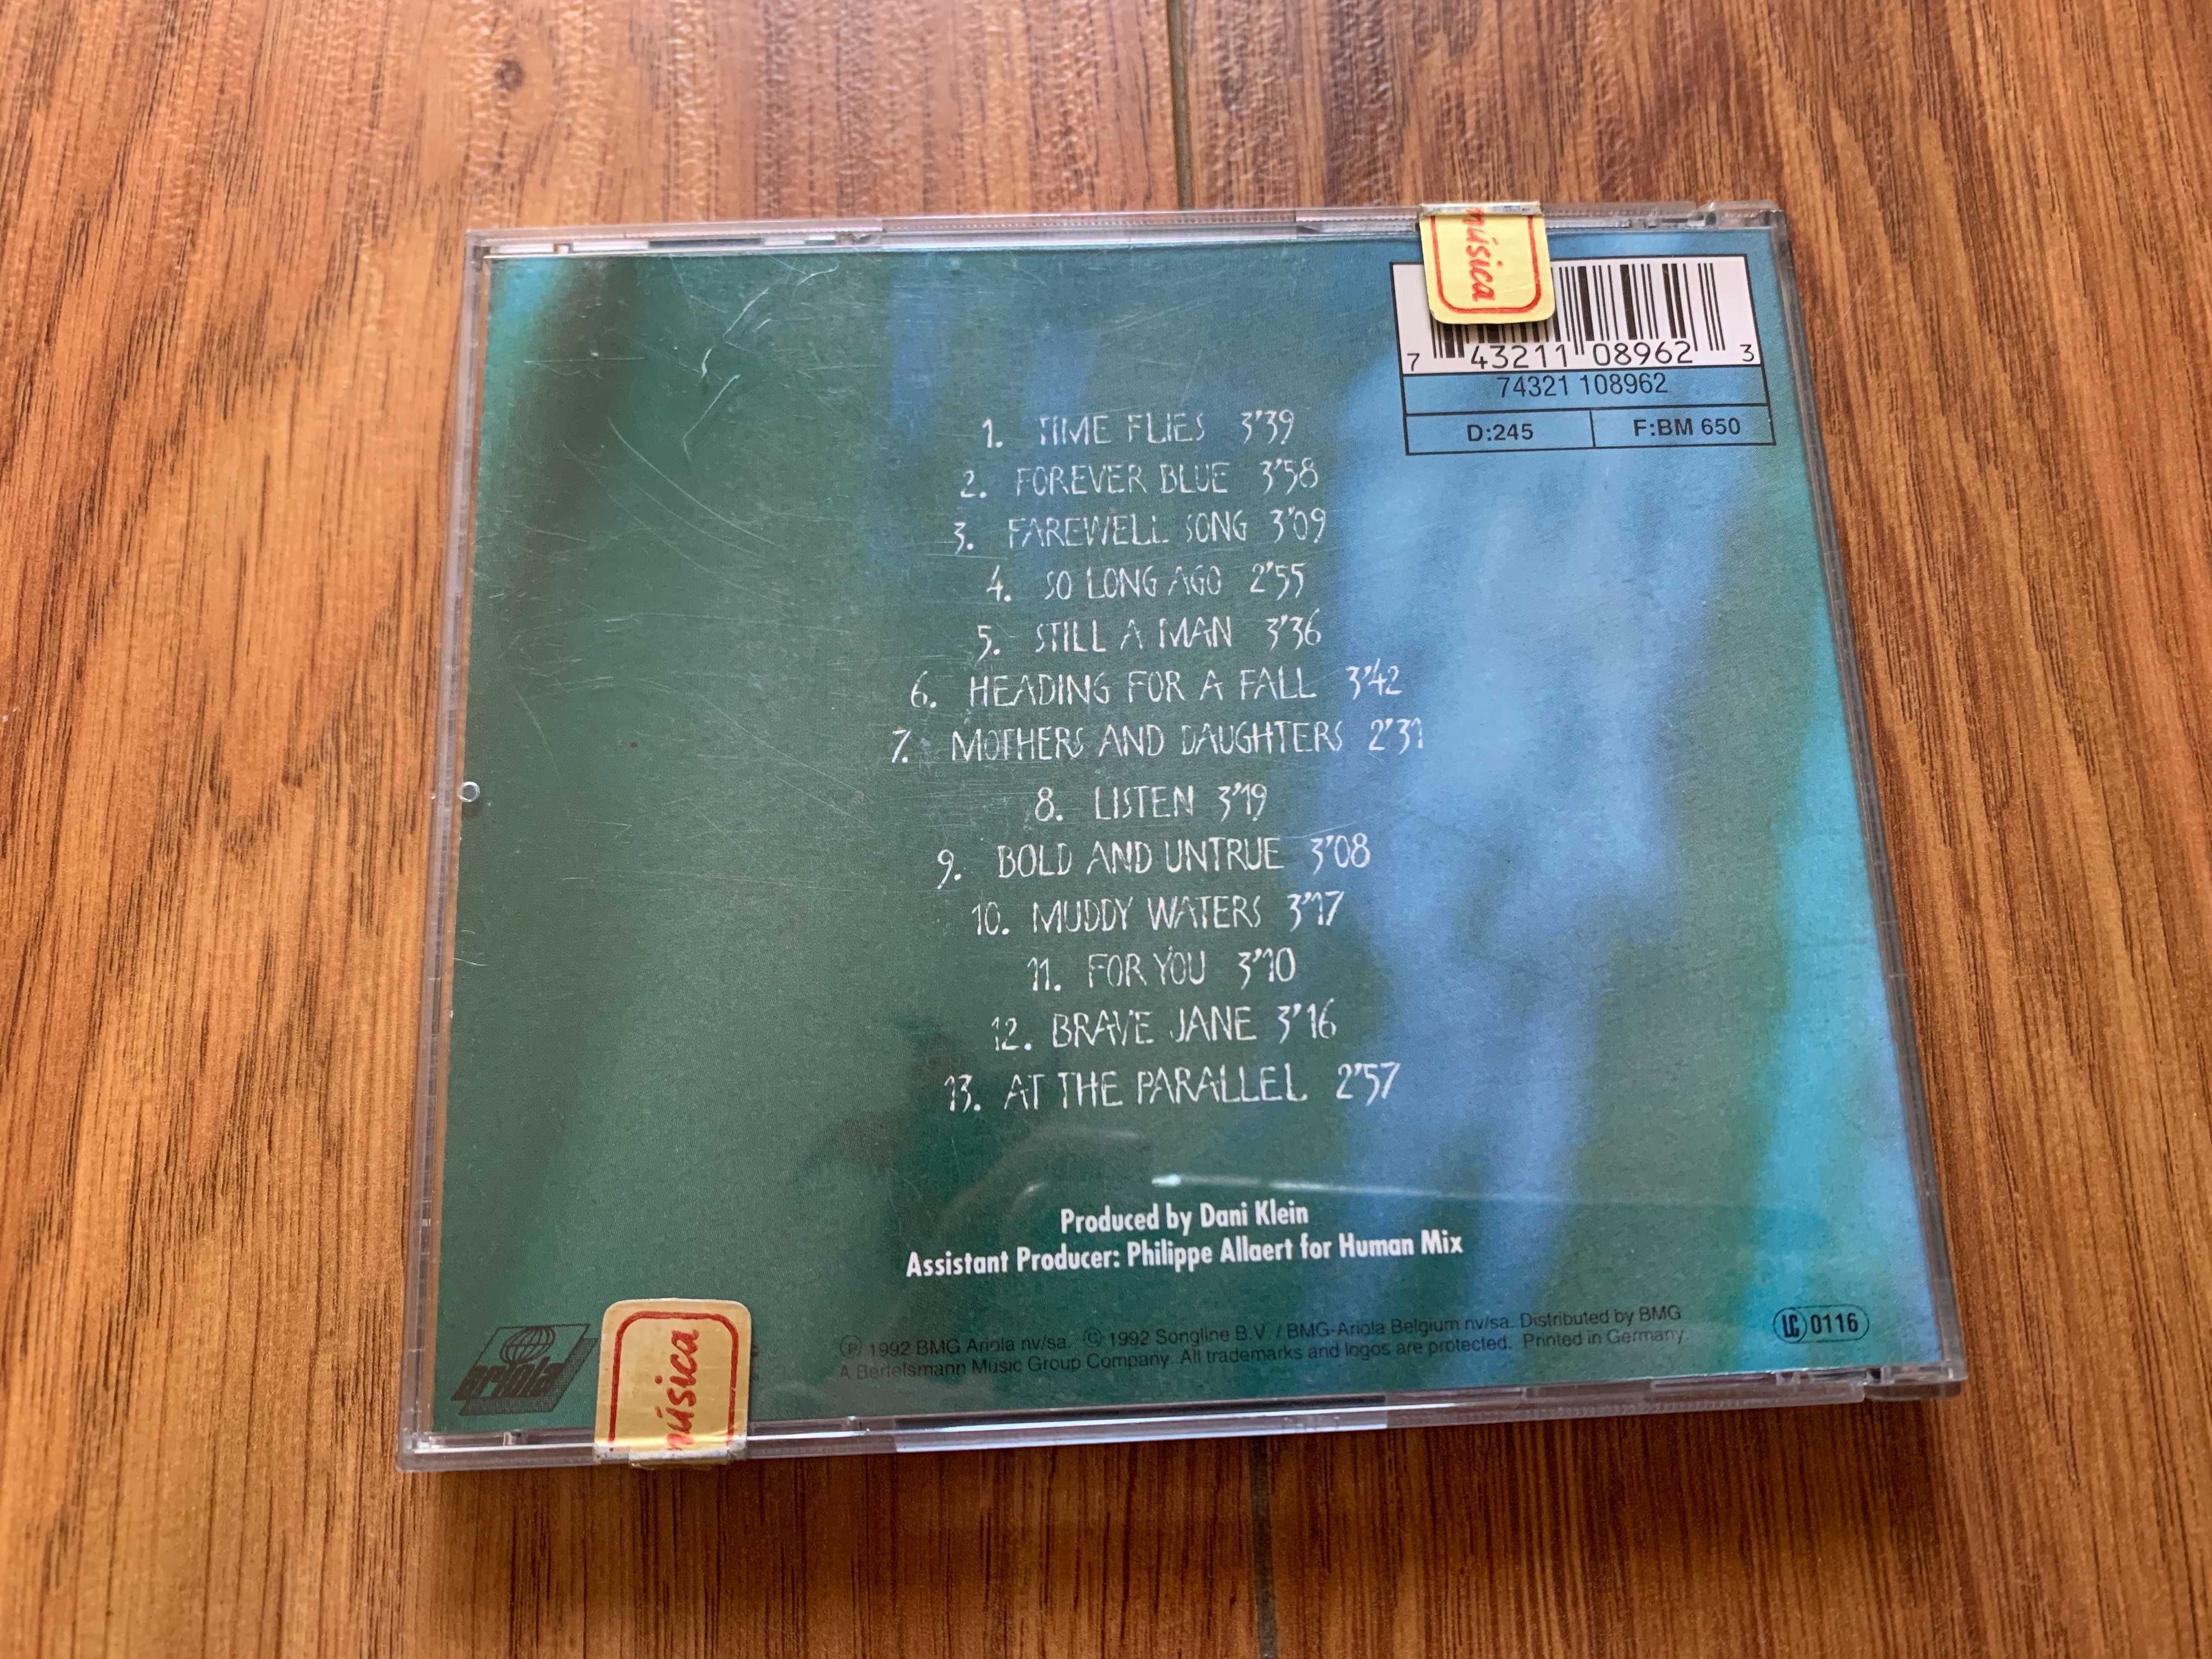 música
7 43211 08962 3
74321 108962
D:245 F:BM 650
1. TIME FLIES 3'39
2. FOREVER BLUE 3'58
3. FAREWELL SONG 3'09
4. SO LONG AGO 2'55
5. STILL A MAN 3'36
6. HEADING FOR A FALL 3'42
7. MOTHERS AND DAUGHTERS 2'31
8. LISTEN 3'19
9. BOLD AND UNTRUE 3'08
10. MUDDY WATERS 3'17
11. FOR YOU 3'10
12. BRAVE JANE 3'16
13. AT THE PARALLEL 2'57
Produced by Dani Klein
Assistant Producer: Philippe Allaert for Human Mix
ariola
música
℗ 1992 BMG Ariola nv/sa. © 1992 Songline B.V. / BMG-Ariola Belgium nv/sa. Distributed by BMG
A Bertelsmann Music Group Company. All trademarks and logos are protected. Printed in Germany.
LC 0116